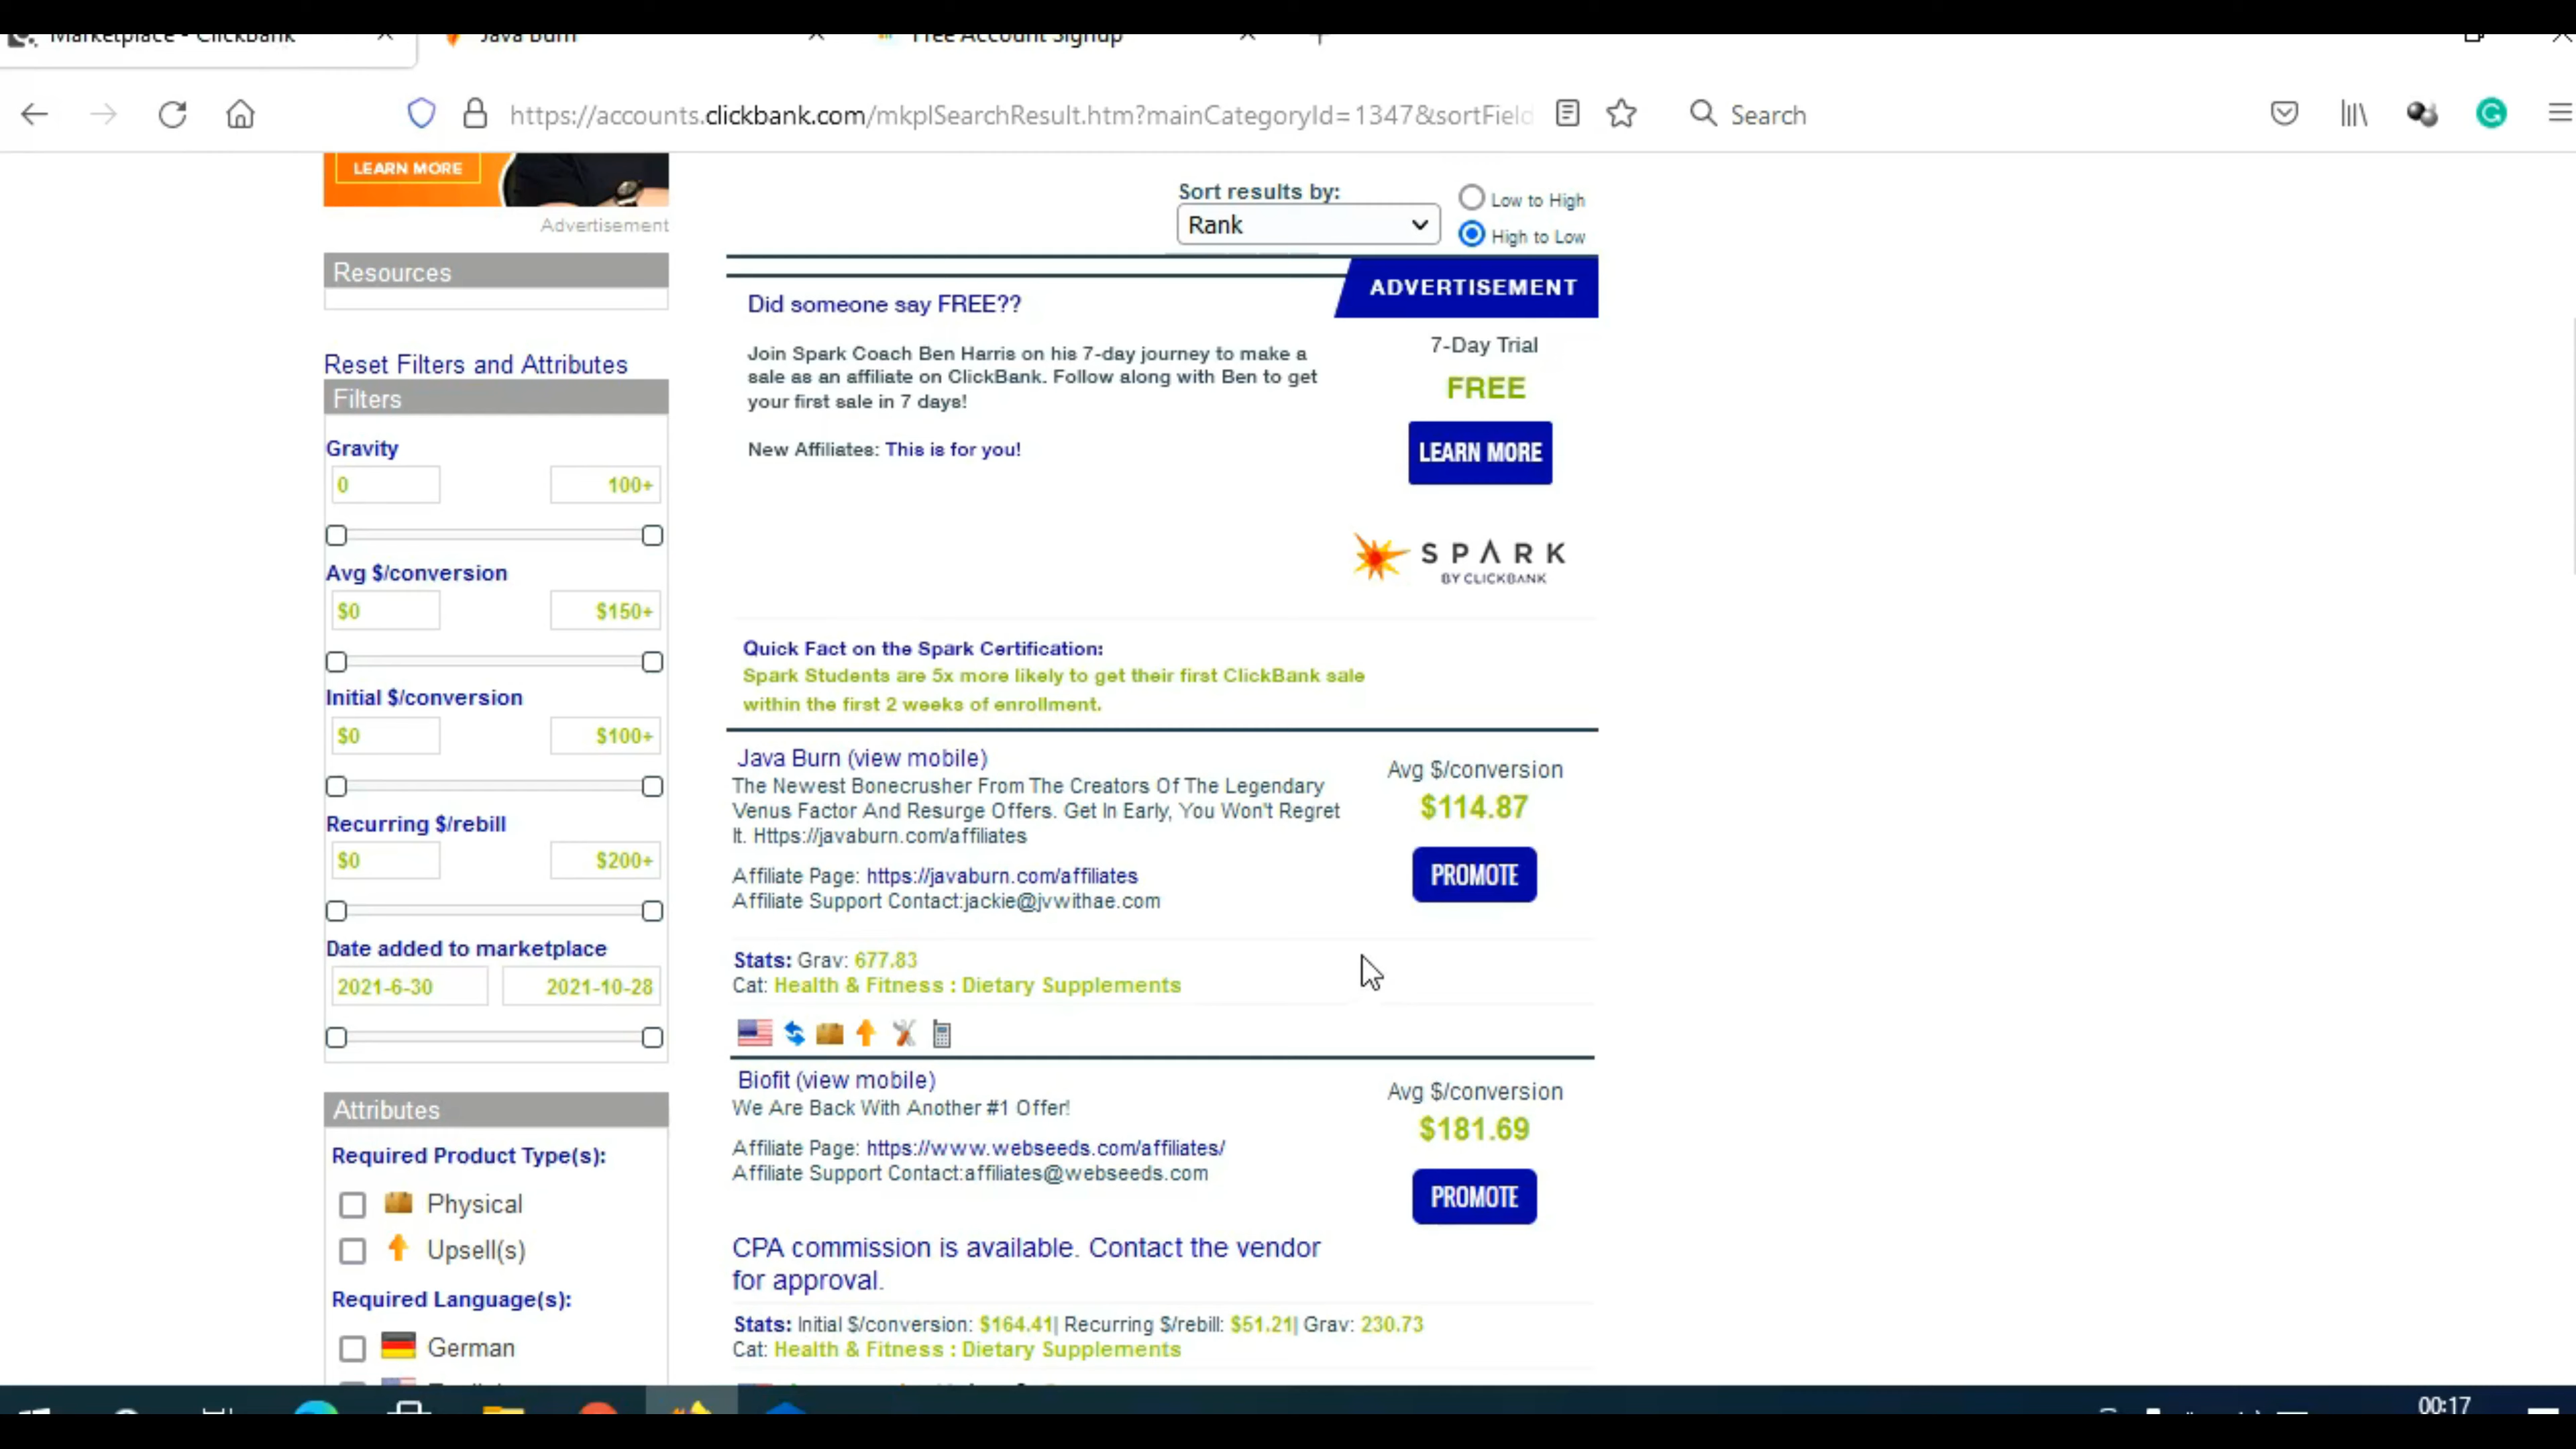 Marketplace - ClickBank
Java Burn
Free Account Signup
https://accounts.clickbank.com/mkplSearchResult.htm?mainCategoryId=1347&sortField
Search
LEARN MORE
Advertisement
Resources
Reset Filters and Attributes
Filters
Gravity
0
100+
Avg $/conversion
$0
$150+
Initial $/conversion
$0
$100+
Recurring $/rebill
$0
$200+
Date added to marketplace
2021-6-30
2021-10-28
Attributes
Required Product Type(s):
Physical
Upsell(s)
Required Language(s):
German
Sort results by:
Rank
Low to High
High to Low
ADVERTISEMENT
Did someone say FREE??
Join Spark Coach Ben Harris on his 7-day journey to make a
sale as an affiliate on ClickBank. Follow along with Ben to get
your first sale in 7 days!
New Affiliates: This is for you!
7-Day Trial
FREE
LEARN MORE
SPARK
BY CLICKBANK
Quick Fact on the Spark Certification:
Spark Students are 5x more likely to get their first ClickBank sale
within the first 2 weeks of enrollment.
Java Burn (view mobile)
The Newest Bonecrusher From The Creators Of The Legendary
Venus Factor And Resurge Offers. Get In Early, You Won't Regret
It. Https://javaburn.com/affiliates
Affiliate Page: https://javaburn.com/affiliates
Affiliate Support Contact:jackie@jvwithae.com
Avg $/conversion
$114.87
PROMOTE
Stats: Grav: 677.83
Cat: Health & Fitness : Dietary Supplements
Biofit (view mobile)
We Are Back With Another #1 Offer!
Affiliate Page: https://www.webseeds.com/affiliates/
Affiliate Support Contact:affiliates@webseeds.com
Avg $/conversion
$181.69
PROMOTE
CPA commission is available. Contact the vendor
for approval.
Stats: Initial $/conversion: $164.41| Recurring $/rebill: $51.21| Grav: 230.73
Cat: Health & Fitness : Dietary Supplements
00:17